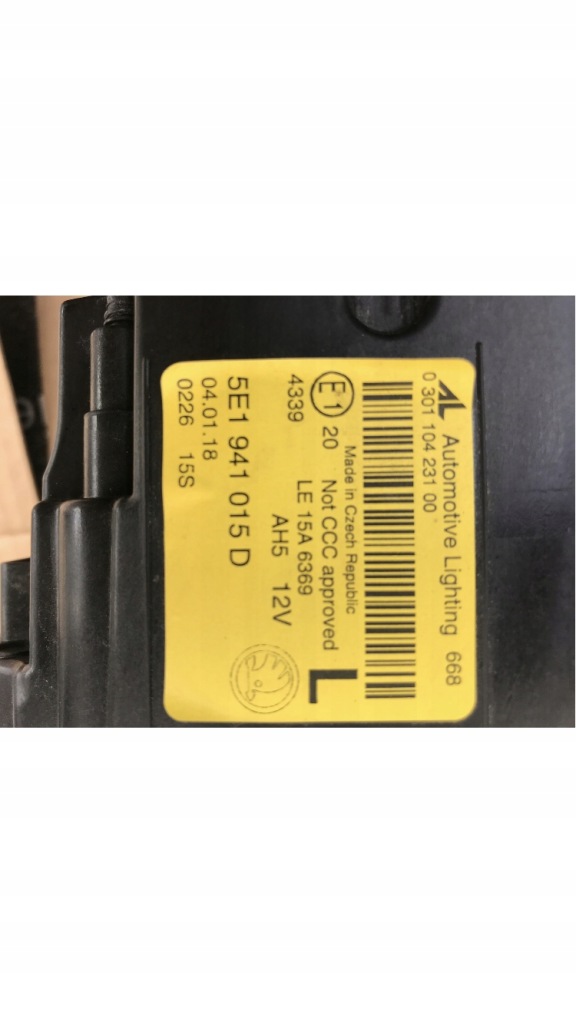 AL Automotive Lighting 668
0 301 104 231 00
Made in Czech Republic
E1 20 Not CCC approved L
4339 LE 15A 6369
AH5 12V
5E1 941 015 D
04.01.18
0226 15S